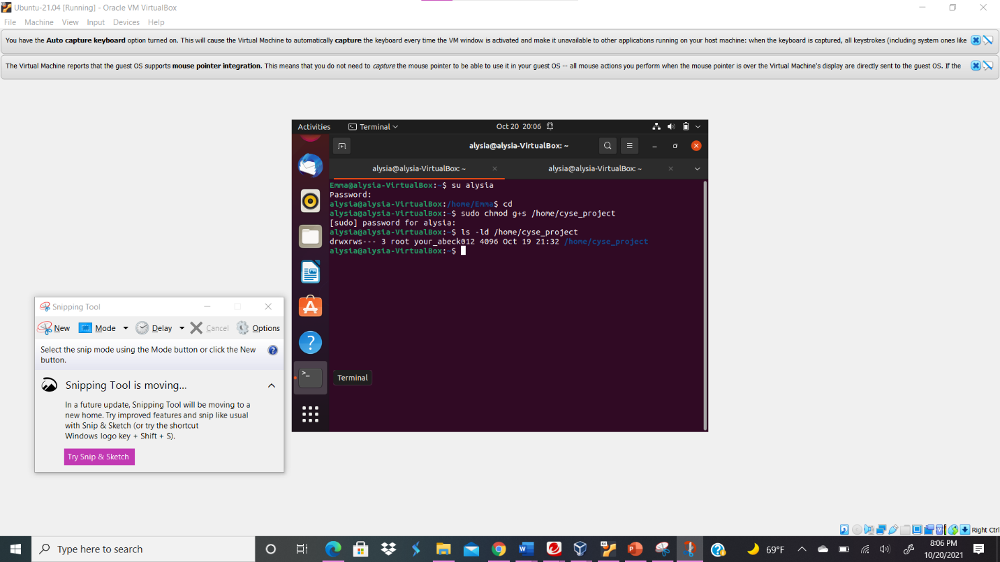 Ubuntu-21.04 [Running] - Oracle VM VirtualBox
File Machine View Input Devices Help
You have the Auto capture keyboard option turned on. This will cause the Virtual Machine to automatically capture the keyboard every time the VM window is activated and make it unavailable to other applications running on your host machine: when the keyboard is captured, all keystrokes (including system ones like
The Virtual Machine reports that the guest OS supports mouse pointer integration. This means that you do not need to capture the mouse pointer to be able to use it in your guest OS -- all mouse actions you perform when the mouse pointer is over the Virtual Machine's display are directly sent to the guest OS. If the
Activities Terminal Oct 20 20:06
alysia@alysia-VirtualBox: ~
alysia@alysia-VirtualBox: ~ alysia@alysia-VirtualBox: ~
Emma@alysia-VirtualBox:~$ su alysia
Password:
alysia@alysia-VirtualBox:/home/Emma$ cd
alysia@alysia-VirtualBox:~$ sudo chmod g+s /home/cyse_project
[sudo] password for alysia:
alysia@alysia-VirtualBox:~$ ls -ld /home/cyse_project
drwxrws--- 3 root your_abeck012 4096 Oct 19 21:32 /home/cyse_project
alysia@alysia-VirtualBox:~$
Terminal
Snipping Tool
New Mode Delay Cancel Options
Select the snip mode using the Mode button or click the New
button.
Snipping Tool is moving...
In a future update, Snipping Tool will be moving to a
new home. Try improved features and snip like usual
with Snip & Sketch (or try the shortcut
Windows logo key + Shift + S).
Try Snip & Sketch
Right Ctrl
Type here to search
69°F
8:06 PM
10/20/2021